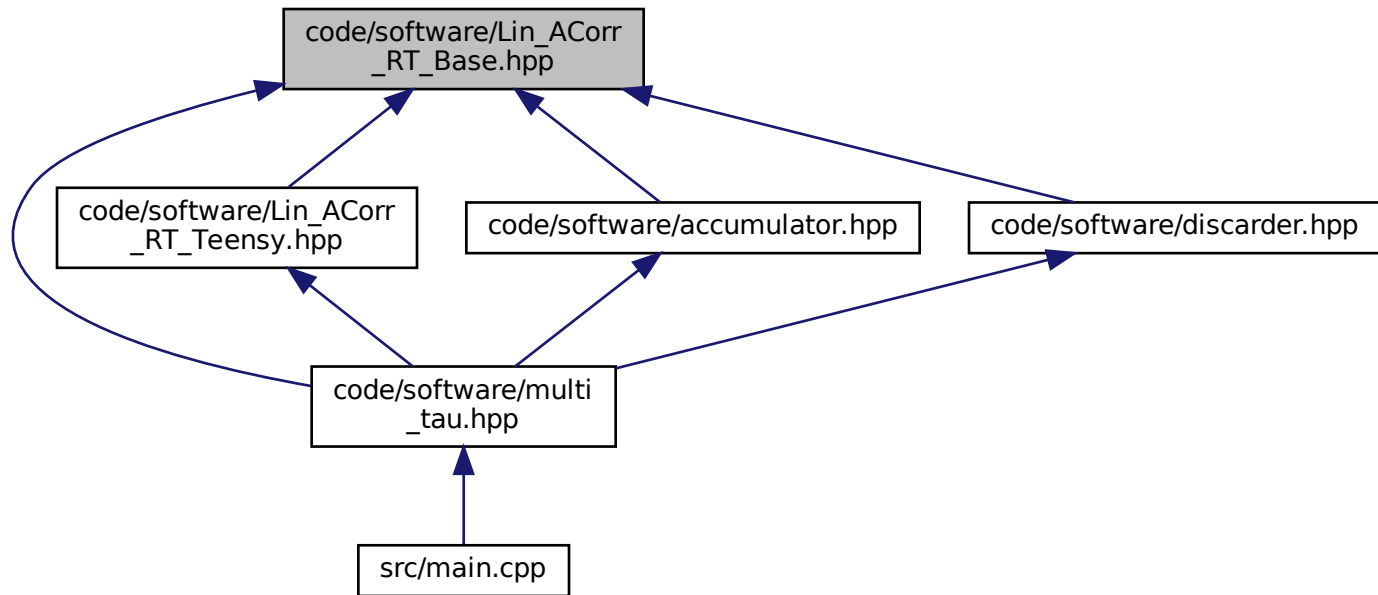 code/software/Lin_ACorr
_RT_Base.hpp
code/software/Lin_ACorr
_RT_Teensy.hpp
code/software/accumulator.hpp
code/software/discarder.hpp
code/software/multi
_tau.hpp
src/main.cpp